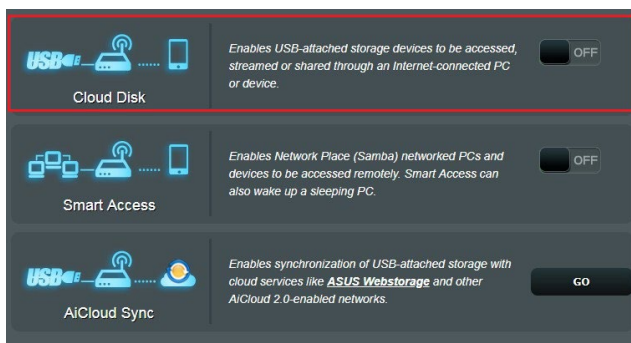 USB
Cloud Disk
Enables USB-attached storage devices to be accessed,
streamed or shared through an Internet-connected PC
or device.
OFF
Smart Access
Enables Network Place (Samba) networked PCs and
devices to be accessed remotely. Smart Access can
also wake up a sleeping PC.
OFF
USB
AiCloud Sync
Enables synchronization of USB-attached storage with
cloud services like ASUS Webstorage and other
AiCloud 2.0-enabled networks.
GO